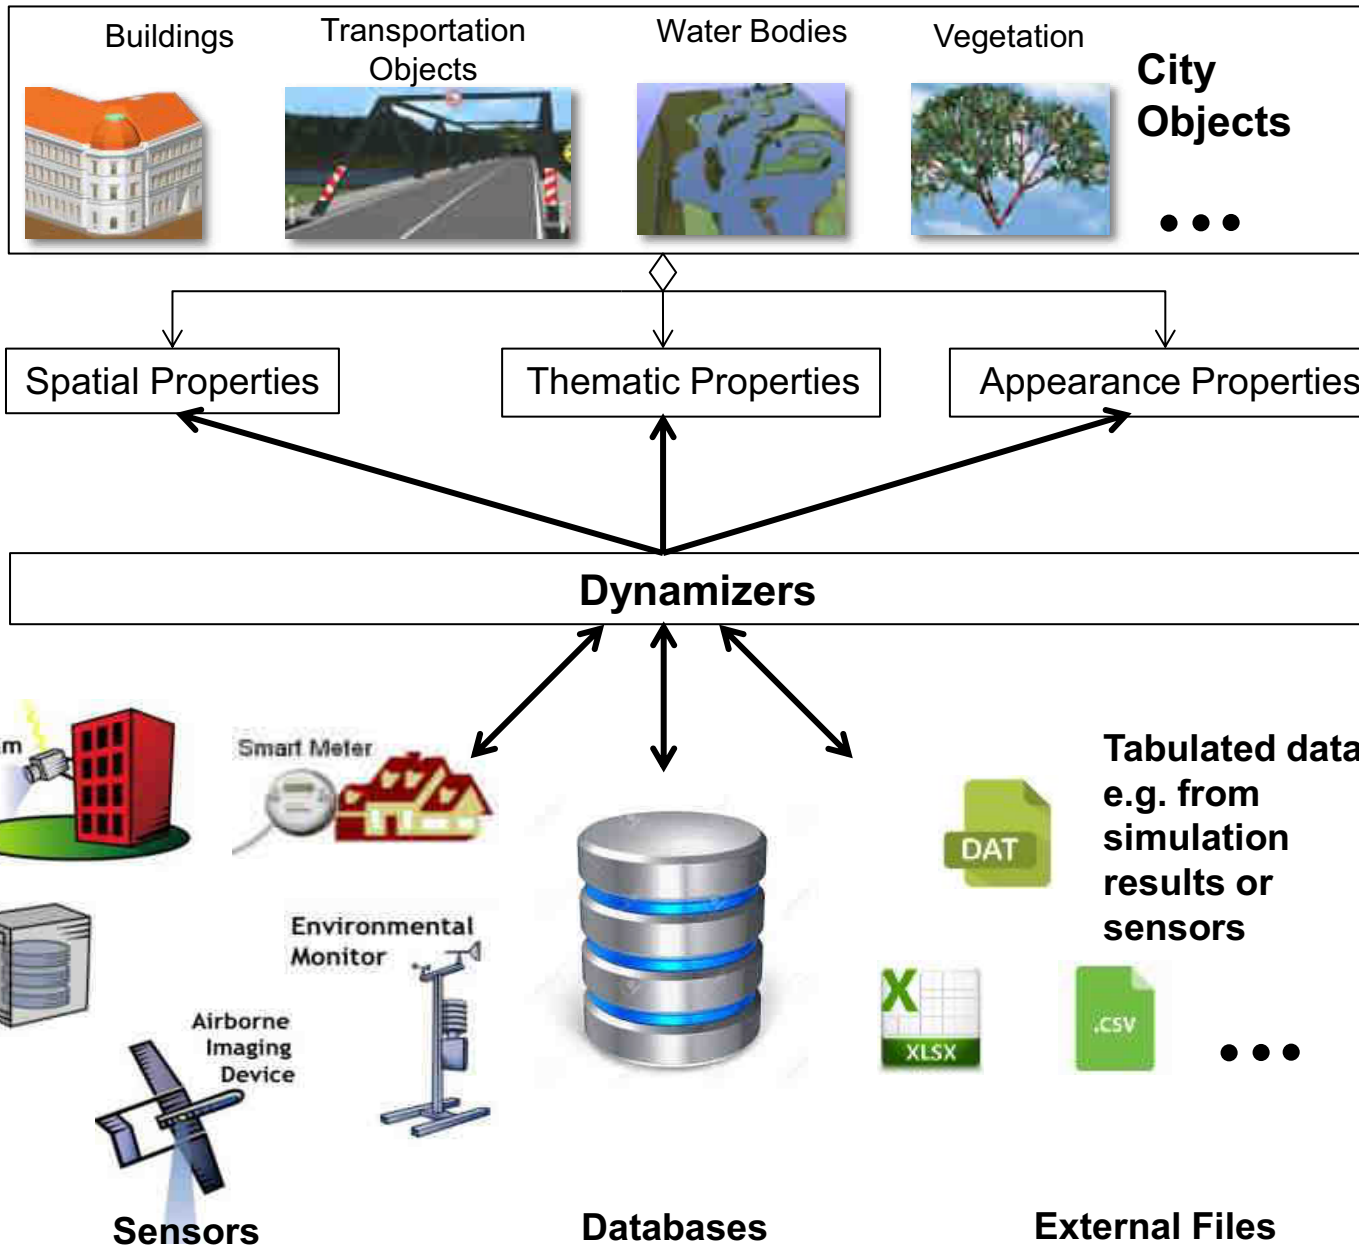 Buildings
Transportation
Objects
Water Bodies
Vegetation
City
Objects
Spatial Properties
Thematic Properties
Appearance Properties
Dynamizers
Smart Meter
Environmental
Monitor
Airborne
Imaging
Device
Sensors
Databases
DAT
Tabulated data
e.g. from
simulation
results or
sensors
XLSX
.CSV
External Files